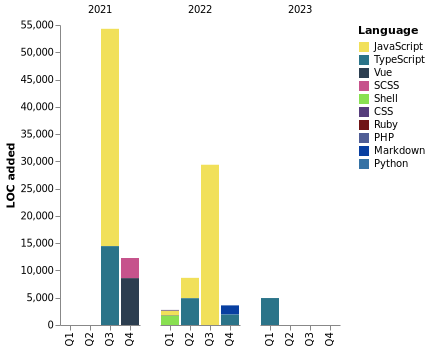 2021 2022 2023
Language
JavaScript
TypeScript
Vue
SCSS
Shell
CSS
Ruby
PHP
Markdown
Python
LOC added
55,000
50,000
45,000
40,000
35,000
30,000
25,000
20,000
15,000
10,000
5,000
0
Q1 Q2 Q3 Q4 Q1 Q2 Q3 Q4 Q1 Q2 Q3 Q4